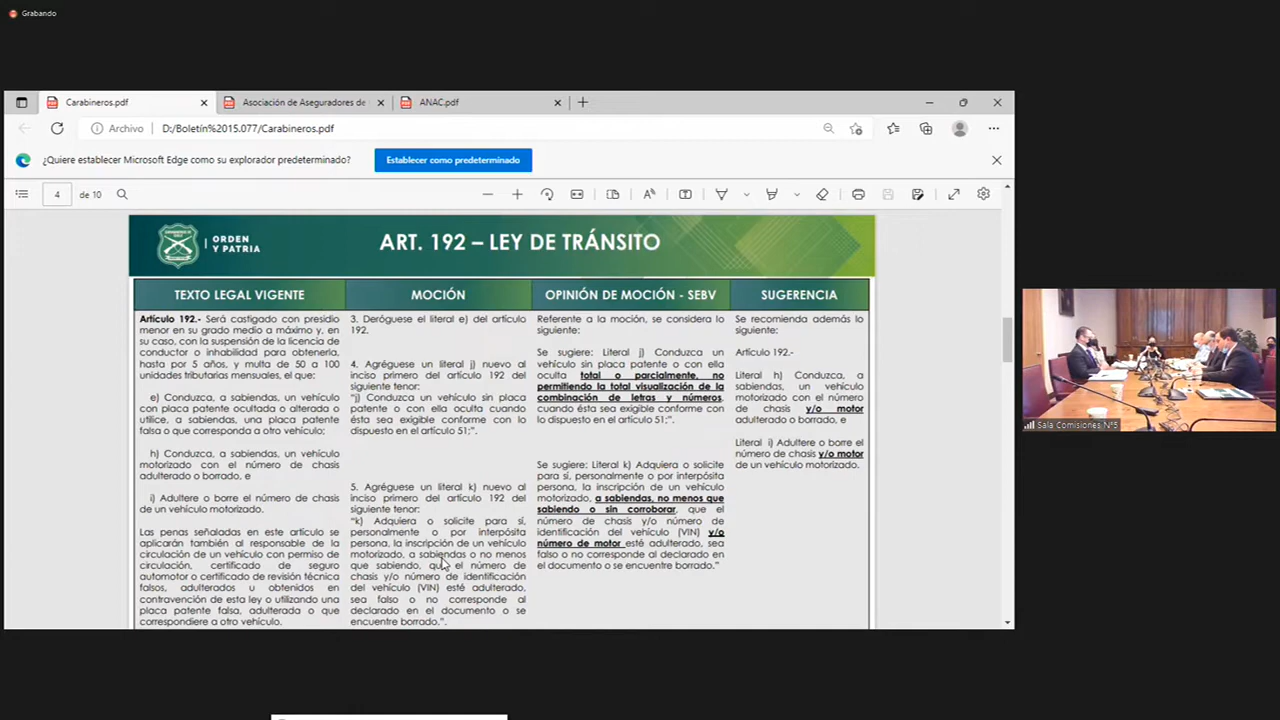 Grabando
Carabineros.pdf
Asociación de Aseguradores de
ANAC.pdf
Archivo
D:/Boletín%2015.077/Carabineros.pdf
¿Quiere establecer Microsoft Edge como su explorador predeterminado?
Establecer como predeterminado
4
de 10
ORDEN
Y PATRIA
ART. 192 – LEY DE TRÁNSITO
TEXTO LEGAL VIGENTE
Artículo 192.- Será castigado con presidio
menor en su grado medio a máximo y, en
su caso, con la suspensión de la licencia de
conductor o inhabilidad para obtenerla,
hasta por 5 años, y multa de 50 a 100
unidades tributarias mensuales, el que:
e) Conduzca, a sabiendas, un vehículo
con placa patente ocultada o alterada o
utilice, a sabiendas, una placa patente
falsa o que corresponda a otro vehículo;
h) Conduzca, a sabiendas, un vehículo
motorizado con el número de chasis
adulterado o borrado, e
i) Adultere o borre el número de chasis
de un vehículo motorizado.
Las penas señaladas en este artículo se
aplicarán también al responsable de la
circulación de un vehículo con permiso de
circulación, certificado de seguro
automotor o certificado de revisión técnica
falsos, adulterados u obtenidos en
contravención de esta ley o utilizando una
placa patente falsa, adulterada o que
correspondiere a otro vehículo.
MOCIÓN
3. Deróguese el literal e) del artículo
192.
4. Agréguese un literal j) nuevo al
inciso primero del artículo 192 del
siguiente tenor:
“j) Conduzca un vehículo sin placa
patente o con ella oculta cuando
ésta sea exigible conforme con lo
dispuesto en el artículo 51;”.
5. Agréguese un literal k) nuevo al
inciso primero del artículo 192 del
siguiente tenor:
“k) Adquiera o solicite para sí,
personalmente o por interpósita
persona, la inscripción de un vehículo
motorizado, a sabiendas o no menos
que sabiendo, que el número de
chasis y/o número de identificación
del vehículo (VIN) esté adulterado,
sea falso o no corresponde al
declarado en el documento o se
encuentre borrado.”.
OPINIÓN DE MOCIÓN - SEBV
Referente a la moción, se considera lo
siguiente:
Se sugiere: Literal j) Conduzca un
vehículo sin placa patente o con ella
oculta total o parcialmente, no
permitiendo la total visualización de la
combinación de letras y números, 
cuando ésta sea exigible conforme con
lo dispuesto en el artículo 51;”.
Se sugiere: Literal k) Adquiera o solicite
para sí, personalmente o por interpósita
persona, la inscripción de un vehículo
motorizado, a sabiendas, no menos que
sabiendo o sin corroborar, que el
número de chasis y/o número de
identificación del vehículo (VIN) y/o
número de motor esté adulterado, sea
falso o no corresponde al declarado en
el documento o se encuentre borrado.”
SUGERENCIA
Se recomienda además lo
siguiente:
Artículo 192.-
Literal h) Conduzca, a
sabiendas, un vehículo
motorizado con el número
de chasis y/o motor
adulterado o borrado, e
Literal i) Adultere o borre el
número de chasis y/o motor
de un vehículo motorizado.
Sala Comisiones N°5